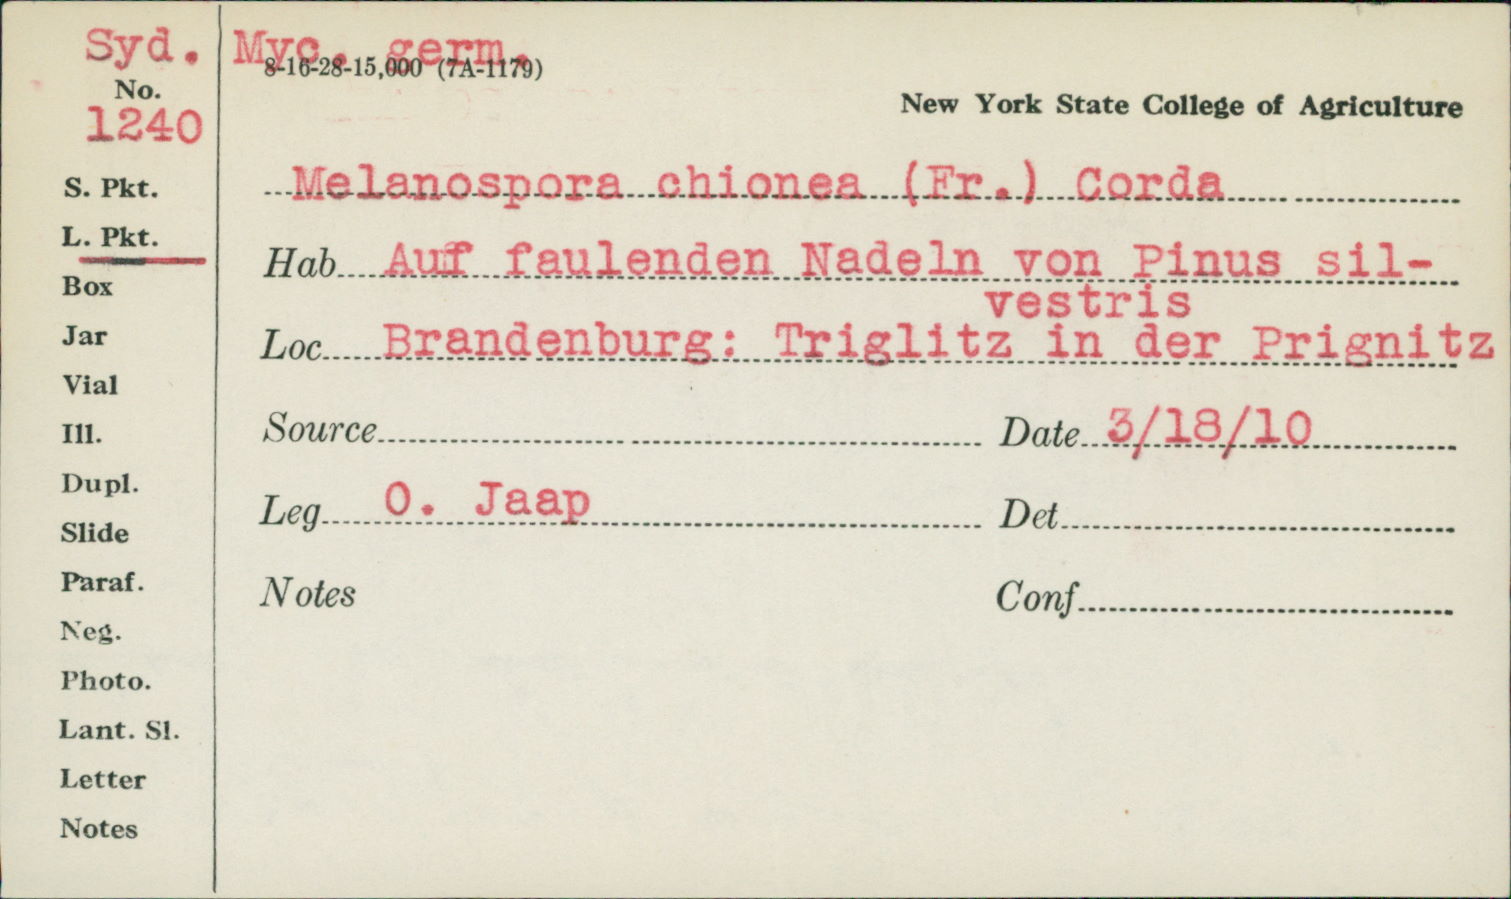 Syd. Myc. germ.
8-16-28-15,000 (7A-1179)
No.
1240
New York State College of Agriculture
S. Pkt.
Melanospora chionea (Fr.) Corda
L. Pkt.
Hab Auf faulenden Nadeln von Pinus sil-
vestris
Box
Jar
Loc Brandenburg: Triglitz in der Prignitz
Vial
Ill.
Source Date 3/18/10
Dupl.
Leg O. Jaap Det
Slide
Paraf.
Notes Conf
Neg.
Photo.
Lant. Sl.
Letter
Notes